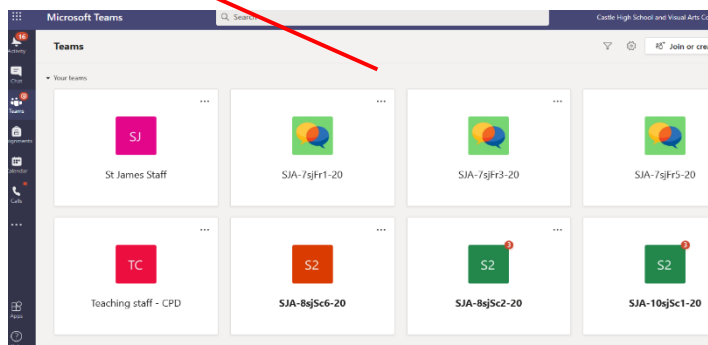 Microsoft Teams
Search
Castle High School and Visual Arts Co
16
Activity
Teams
Join or crea
Chat
Your teams
Teams
SJ
St James Staff
SJA-7sjFr1-20
SJA-7sjFr3-20
SJA-7sjFr5-20
Assignments
Calendar
Calls
TC
Teaching staff - CPD
S2
SJA-8sjSc6-20
3
S2
SJA-8sjSc2-20
3
S2
SJA-10sjSc1-20
Apps